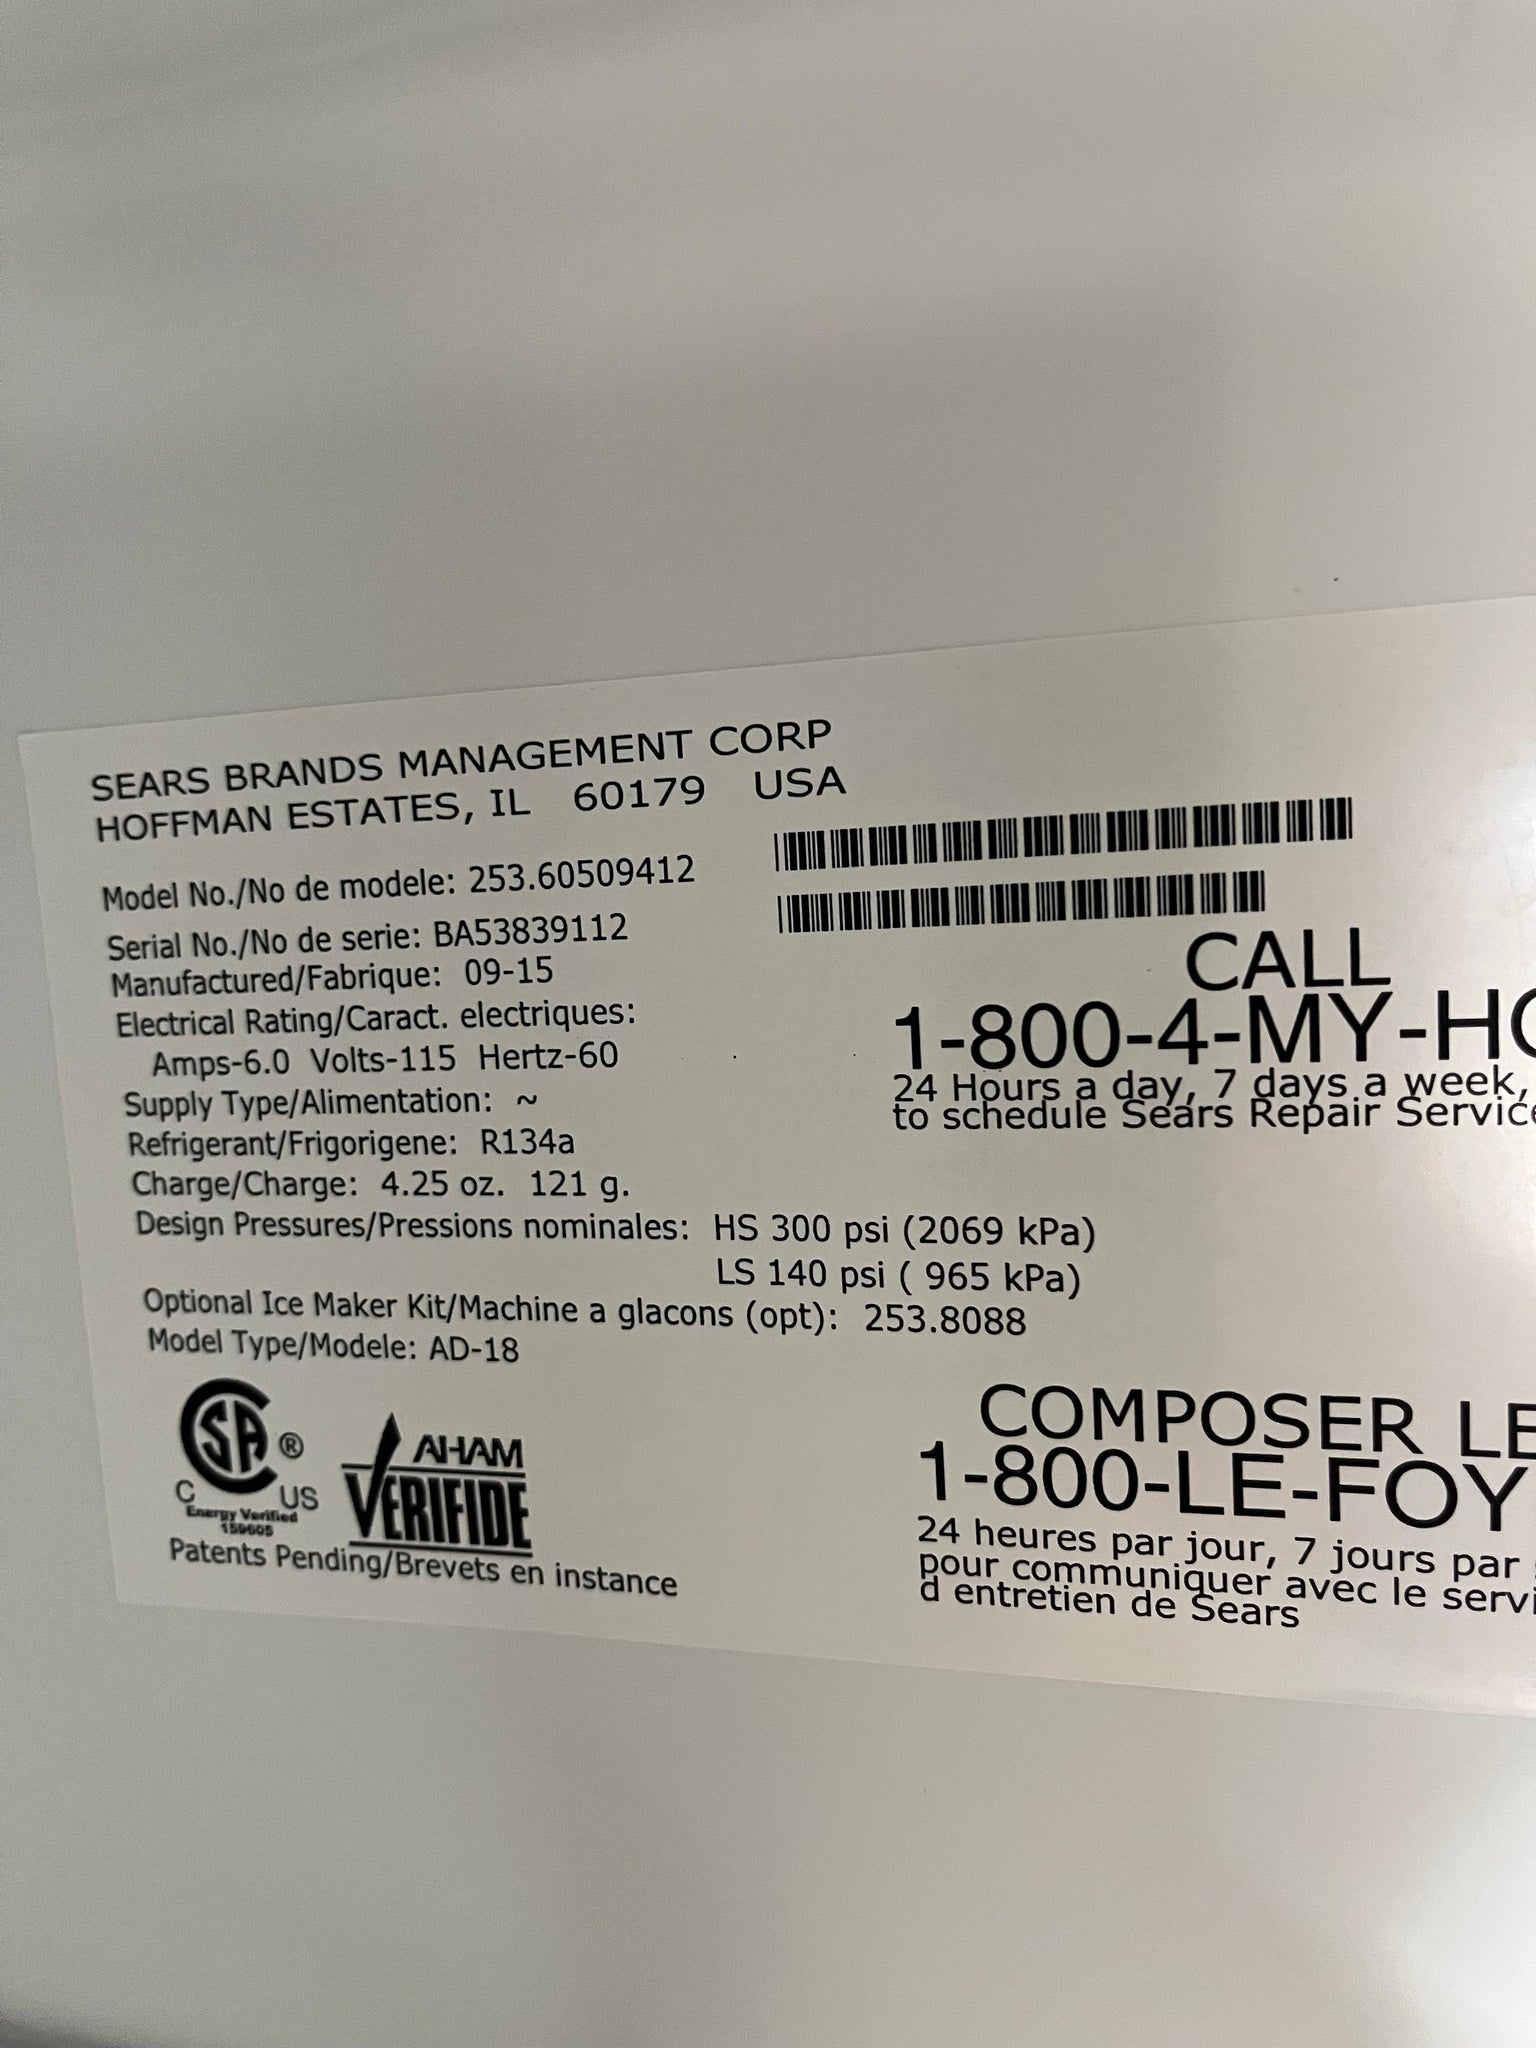 SEARS BRANDS MANAGEMENT CORP
HOFFMAN ESTATES, IL 60179 USA
Model No./No de modele: 253.60509412
Serial No./No de serie: BA53839112
Manufactured/Fabrique: 09-15
Electrical Rating/Caract. electriques:
Amps-6.0 Volts-115 Hertz-60
Supply Type/Alimentation: ~
Refrigerant/Frigorigene: R134a
Charge/Charge: 4.25 oz. 121 g.
Design Pressures/Pressions nominales: HS 300 psi (2069 kPa)
LS 140 psi ( 965 kPa)
Optional Ice Maker Kit/Machine a glacons (opt): 253.8088
Model Type/Modele: AD-18
CSA ®
C US
Energy Verified
159605
AHAM
VERIFIDE
Patents Pending/Brevets en instance
CALL
1-800-4-MY-HO
24 Hours a day, 7 days a week,
to schedule Sears Repair Service
COMPOSER LE
1-800-LE-FOY
24 heures par jour, 7 jours par
pour communiquer avec le servi
d entretien de Sears